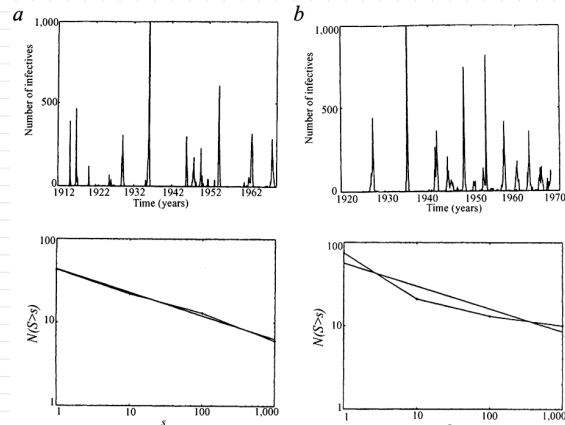 a
b
1,000
500
0
Number of infectives
1912 1922 1932 1942 1952 1962
Time (years)
1,000
500
0
Number of infectives
1920 1930 1940 1950 1960 1970
Time (years)
100
10
1
N(S>s)
1 10 100 1,000
s
100
10
1
N(S>s)
1 10 100 1,000